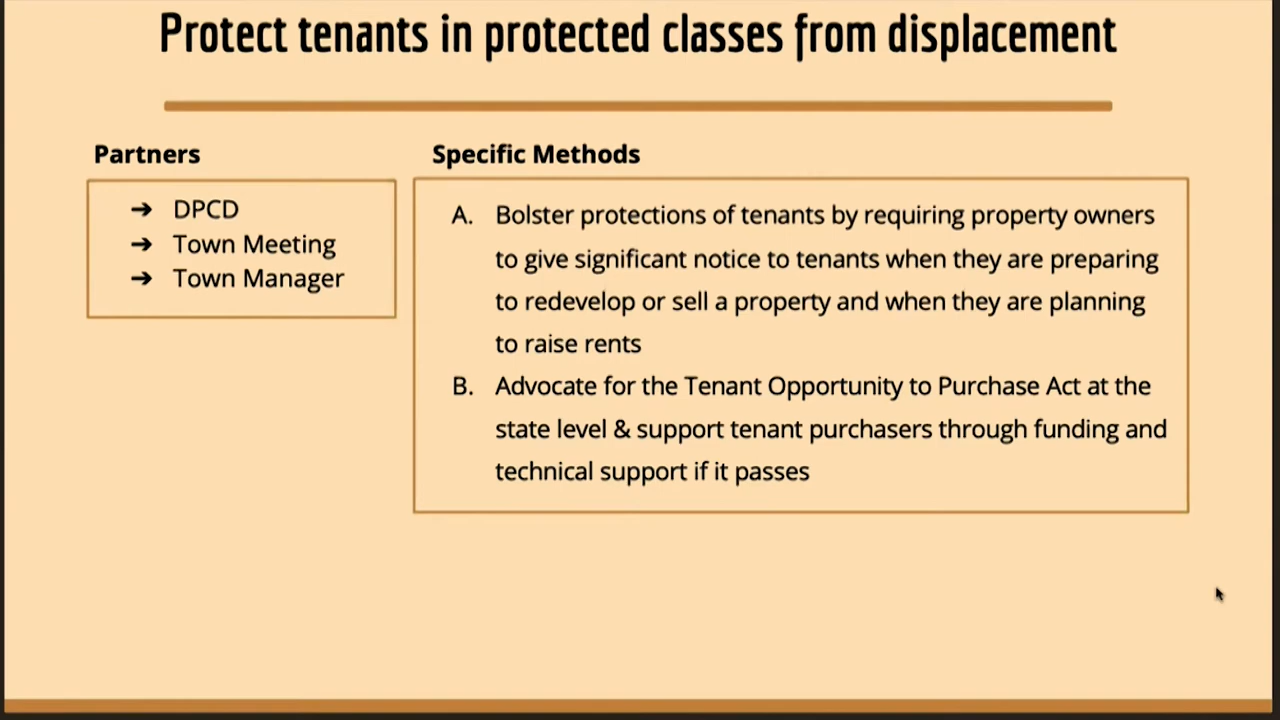 Protect tenants in protected classes from displacement
Partners
➔ DPCD
➔ Town Meeting
➔ Town Manager
Specific Methods
A. Bolster protections of tenants by requiring property owners
to give significant notice to tenants when they are preparing
to redevelop or sell a property and when they are planning
to raise rents
B. Advocate for the Tenant Opportunity to Purchase Act at the
state level & support tenant purchasers through funding and
technical support if it passes